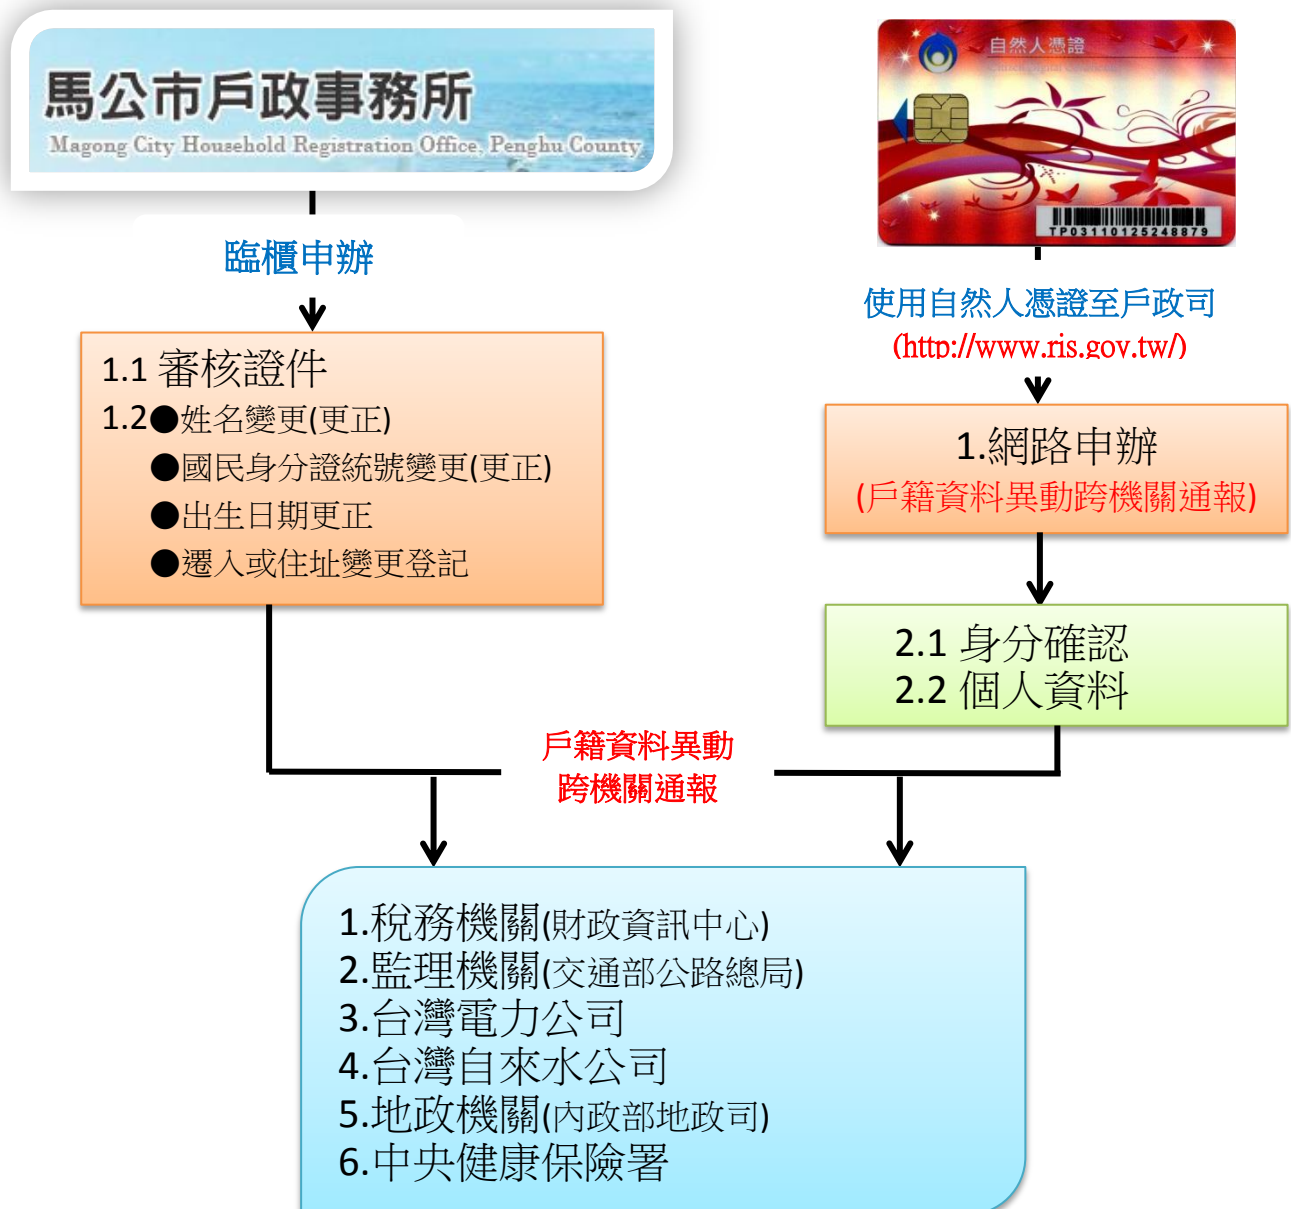 馬公市戶政事務所
Magong City Household Registration Office, Penghu County
臨櫃申辦
1.1 審核證件
1.2●姓名變更(更正)
●國民身分證統號變更(更正)
●出生日期更正
●遷入或住址變更登記
自然人憑證
TP03110125248879
使用自然人憑證至戶政司
(http://www.ris.gov.tw/)
1.網路申辦
(戶籍資料異動跨機關通報)
2.1 身分確認
2.2 個人資料
戶籍資料異動
跨機關通報
1.稅務機關(財政資訊中心)
2.監理機關(交通部公路總局)
3.台灣電力公司
4.台灣自來水公司
5.地政機關(內政部地政司)
6.中央健康保險署